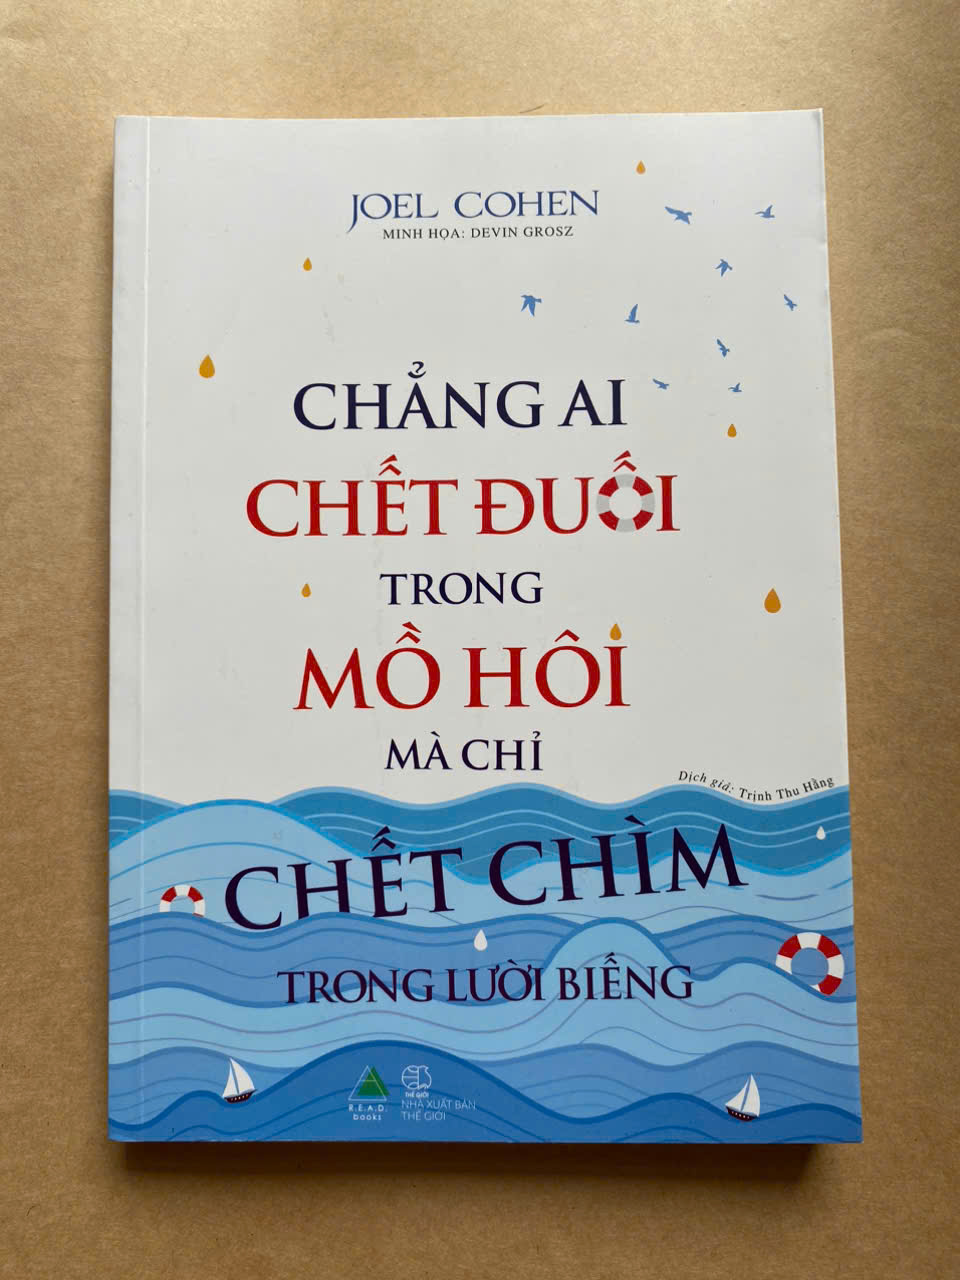 JOEL COHEN
MINH HỌA: DEVIN GROSZ
CHẲNG AI
CHẾT ĐUỐI
TRONG
MỒ HÔI
MÀ CHỈ
Dịch giả: Trịnh Thu Hằng
CHẾT CHÌM
TRONG LƯỜI BIẾNG
R.E.A.D.
books
THẾ GIỚI
NHÀ XUẤT BẢN
THẾ GIỚI